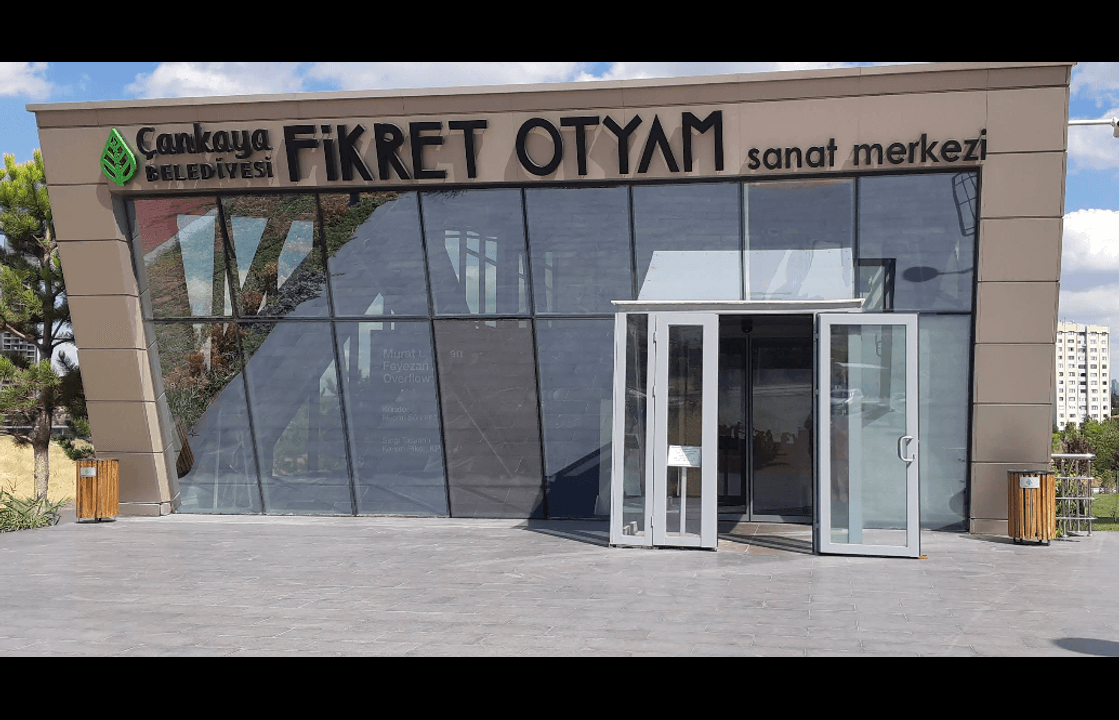 Çankaya
BELEDİYESİ
FİKRET OTYAM
sanat merkezi
Murat
Feyezan
Overflow